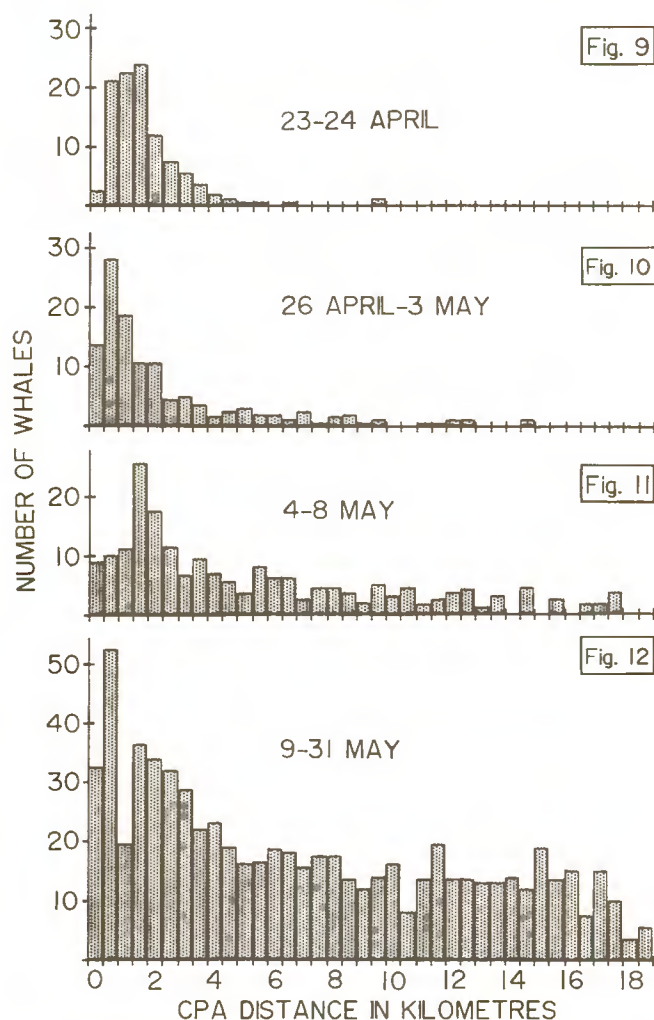 30
20
10
Fig. 9
23-24 APRIL
30
20
10
Fig. 10
26 APRIL-3 MAY
20
10
Fig. 11
4-8 MAY
50
40
30
20
10
Fig. 12
9-31 MAY
0 2 4 6 8 10 12 14 16 18
CPA DISTANCE IN KILOMETRES
NUMBER OF WHALES